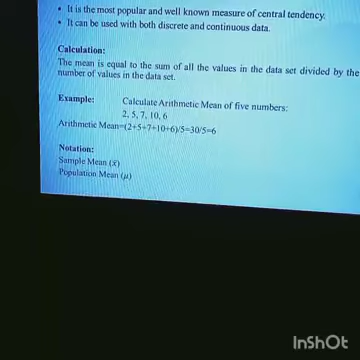 • It is the most popular and well known measure of central tendency.
• It can be used with both discrete and continuous data.
Calculation:
The mean is equal to the sum of all the values in the data set divided by the
number of values in the data set.
Example: Calculate Arithmetic Mean of five numbers:
2, 5, 7, 10, 6
Arithmetic Mean=(2+5+7+10+6)/5=30/5=6
Notation:
Sample Mean (x̄)
Population Mean (μ)
InShOt